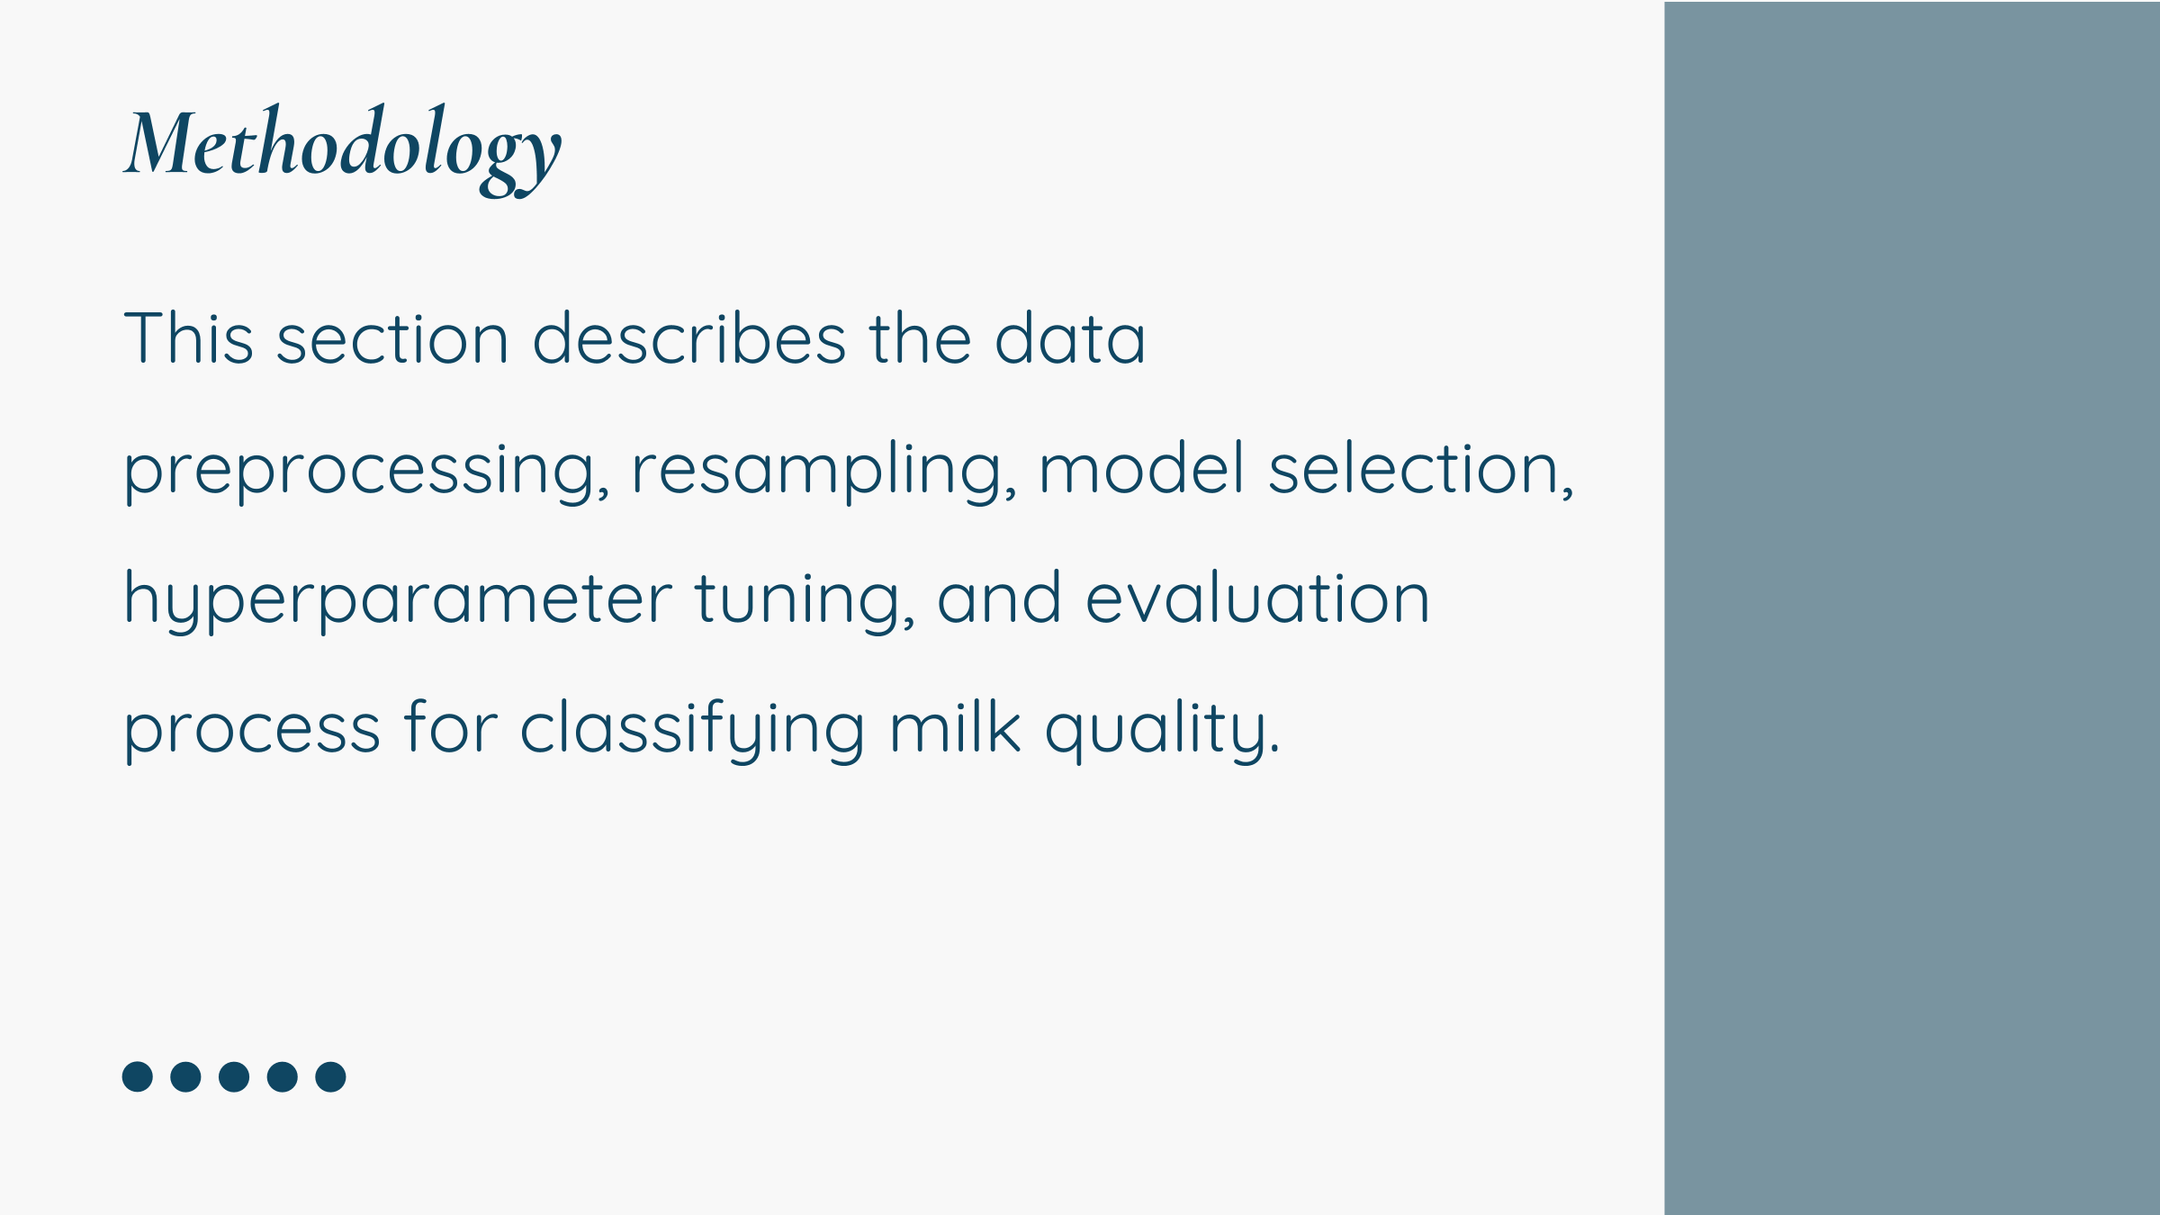 Methodology
This section describes the data
preprocessing, resampling, model selection,
hyperparameter tuning, and evaluation
process for classifying milk quality.